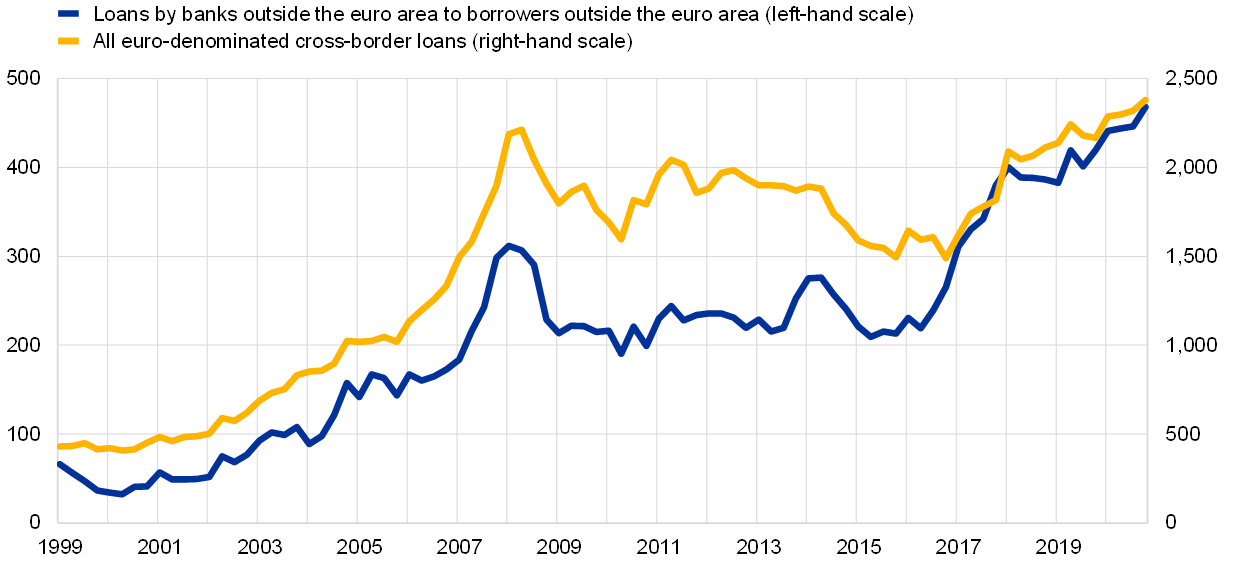 Loans by banks outside the euro area to borrowers outside the euro area (left-hand scale)
All euro-denominated cross-border loans (right-hand scale)
500 2,500
400 2,000
300 1,500
200 1,000
100 500
0 0
1999 2001 2003 2005 2007 2009 2011 2013 2015 2017 2019